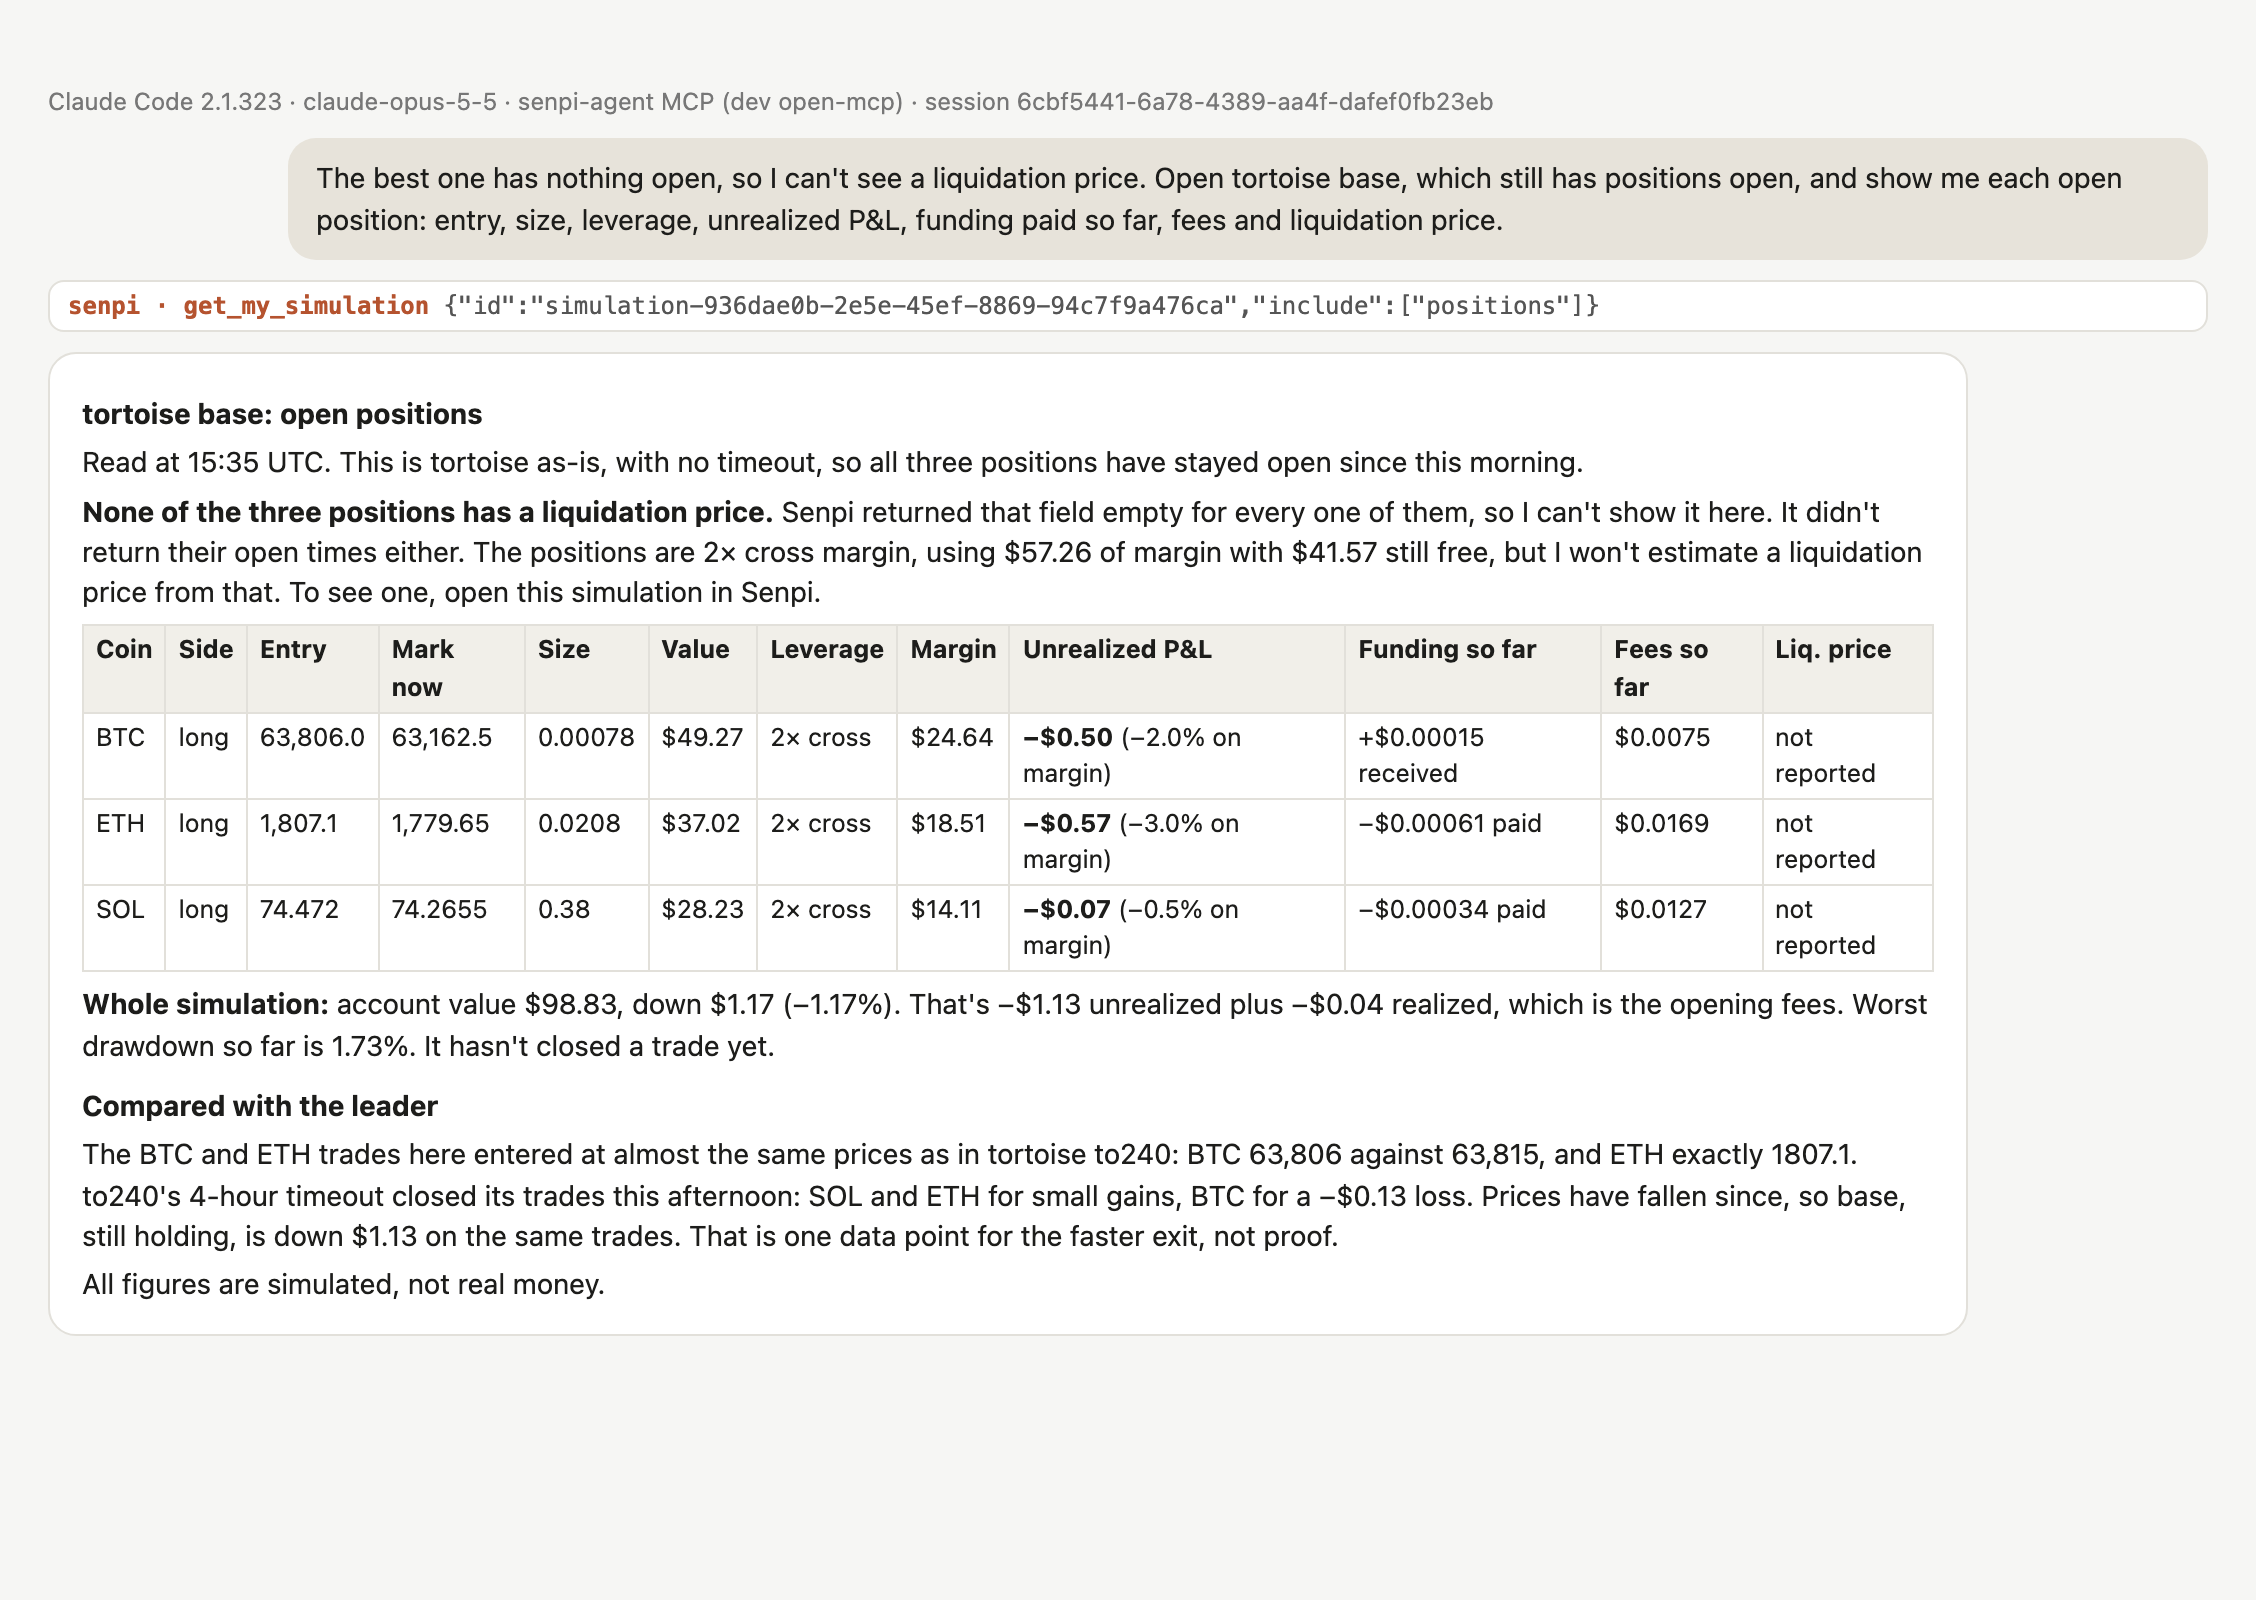 Claude Code 2.1.323 · claude-opus-5-5 · senpi-agent MCP (dev open-mcp) · session 6cbf5441-6a78-4389-aa4f-dafef0fb23eb
The best one has nothing open, so I can't see a liquidation price. Open tortoise base, which still has positions open, and show me each open
position: entry, size, leverage, unrealized P&L, funding paid so far, fees and liquidation price.
senpi · get_my_simulation {"id":"simulation-936dae0b-2e5e-45ef-8869-94c7f9a476ca","include":["positions"]}
tortoise base: open positions
Read at 15:35 UTC. This is tortoise as-is, with no timeout, so all three positions have stayed open since this morning.
None of the three positions has a liquidation price. Senpi returned that field empty for every one of them, so I can't show it here. It didn't
return their open times either. The positions are 2× cross margin, using $57.26 of margin with $41.57 still free, but I won't estimate a liquidation
price from that. To see one, open this simulation in Senpi.
Coin Side Entry Mark now Size Value Leverage Margin Unrealized P&L Funding so far Fees so far Liq. price
BTC long 63,806.0 63,162.5 0.00078 $49.27 2× cross $24.64 −$0.50 (−2.0% on margin) +$0.00015 received $0.0075 not reported
ETH long 1,807.1 1,779.65 0.0208 $37.02 2× cross $18.51 −$0.57 (−3.0% on margin) −$0.00061 paid $0.0169 not reported
SOL long 74.472 74.2655 0.38 $28.23 2× cross $14.11 −$0.07 (−0.5% on margin) −$0.00034 paid $0.0127 not reported
Whole simulation: account value $98.83, down $1.17 (−1.17%). That's −$1.13 unrealized plus −$0.04 realized, which is the opening fees. Worst
drawdown so far is 1.73%. It hasn't closed a trade yet.
Compared with the leader
The BTC and ETH trades here entered at almost the same prices as in tortoise to240: BTC 63,806 against 63,815, and ETH exactly 1807.1.
to240's 4-hour timeout closed its trades this afternoon: SOL and ETH for small gains, BTC for a −$0.13 loss. Prices have fallen since, so base,
still holding, is down $1.13 on the same trades. That is one data point for the faster exit, not proof.
All figures are simulated, not real money.